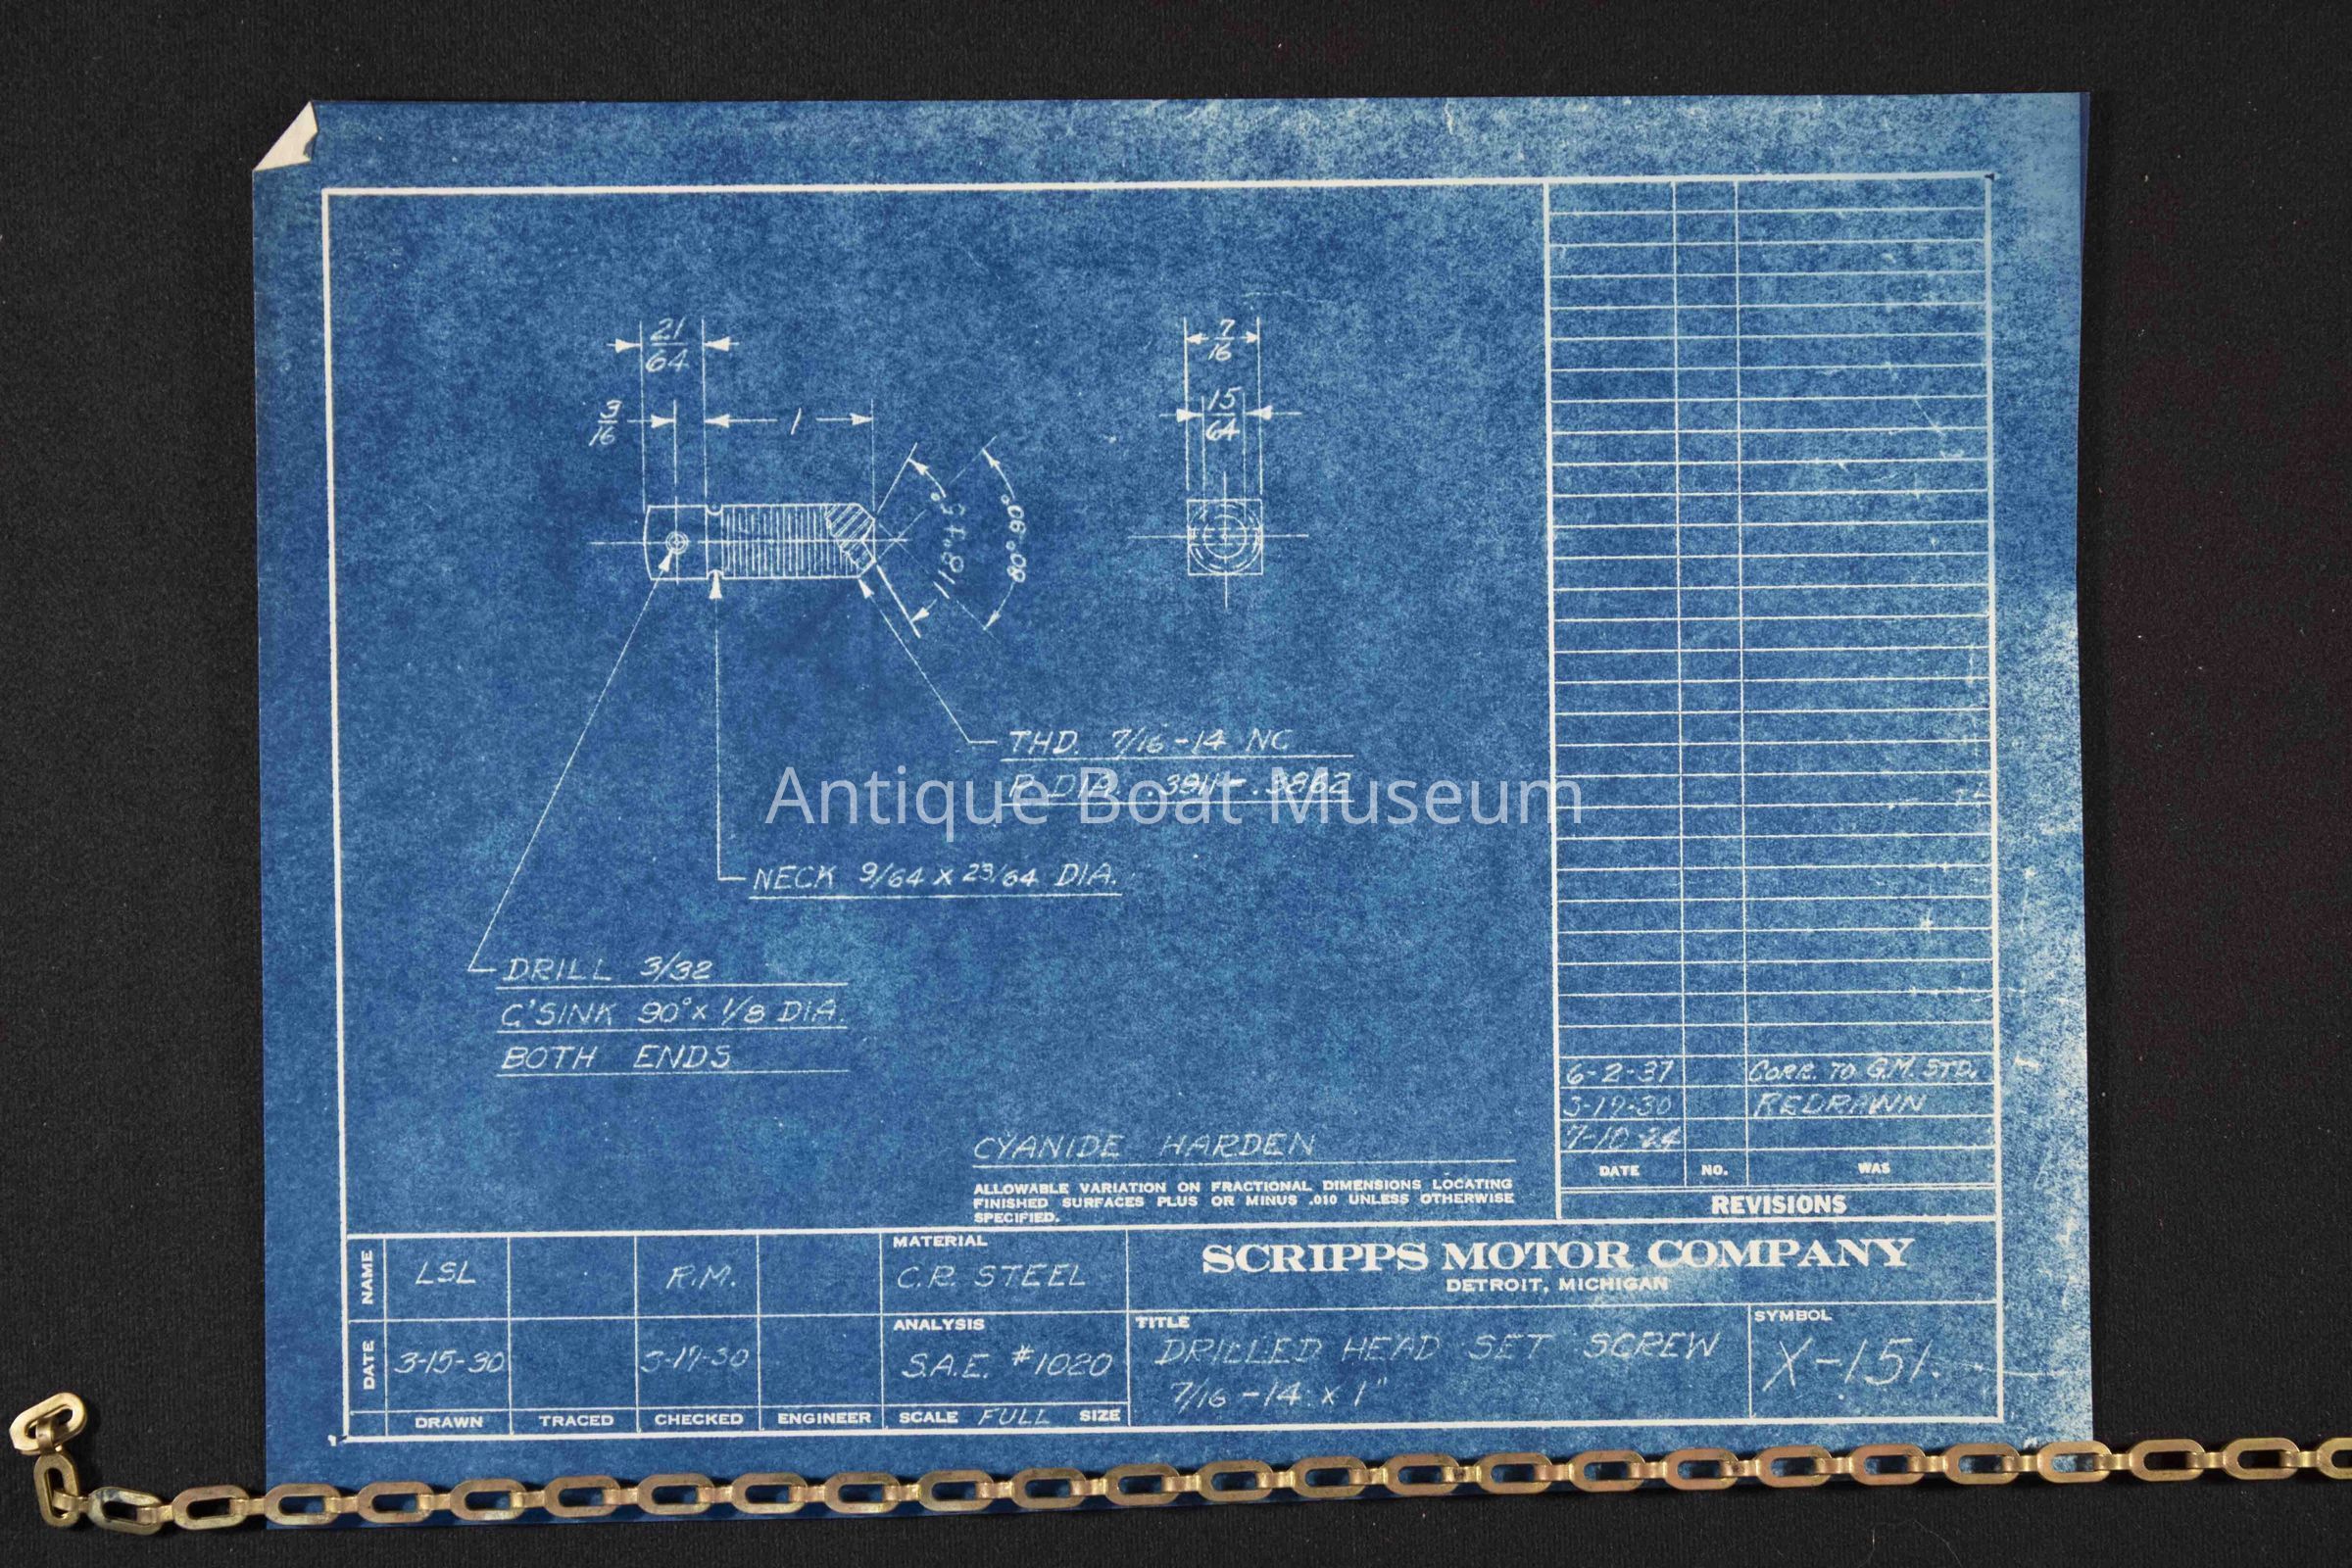 21
64
3
16
1
118°±5°
80°90°
7
16
15
64
THD. 7/16-14 NC
P. DIA. .3911-.3862
Antique Boat Museum
NECK 9/64 X 23/64 DIA.
DRILL 3/32
C'SINK 90° X 1/8 DIA.
BOTH ENDS
CYANIDE HARDEN
ALLOWABLE VARIATION ON FRACTIONAL DIMENSIONS LOCATING
FINISHED SURFACES PLUS OR MINUS .010 UNLESS OTHERWISE
SPECIFIED.
6-2-37 CORR. TO G.M. STD.
3-17-30 REDRAWN
7-10-24
DATE NO. WAS
REVISIONS
NAME LSL R.M.
DATE 3-15-30 3-17-30
DRAWN TRACED CHECKED ENGINEER
MATERIAL
C.R. STEEL
ANALYSIS
S.A.E. #1020
SCALE FULL SIZE
SCRIPPS MOTOR COMPANY
DETROIT, MICHIGAN
TITLE
DRILLED HEAD SET SCREW
7/16-14 X 1"
SYMBOL
X-151